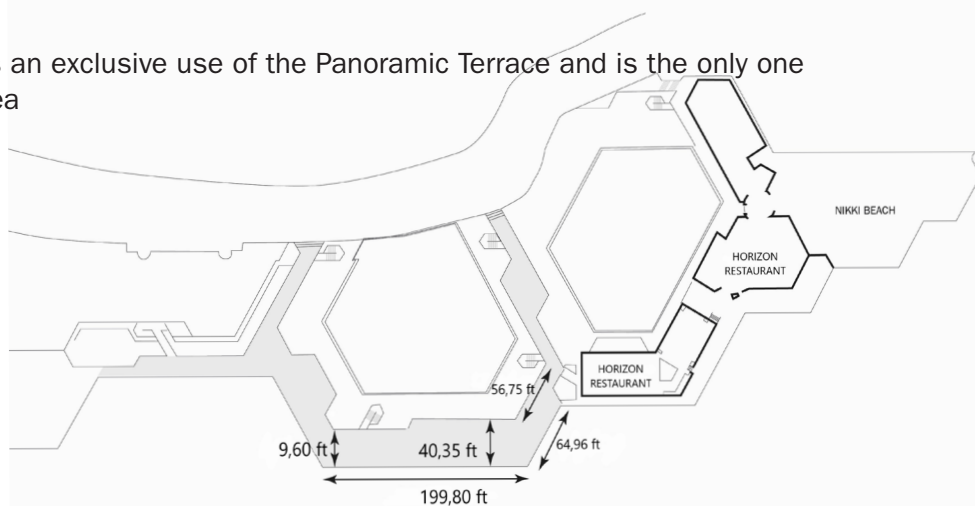 an exclusive use of the Panoramic Terrace and is the only one
NIKKI BEACH
HORIZON
RESTAURANT
HORIZON
RESTAURANT
56,75 ft
9,60 ft
40,35 ft
64,96 ft
199,80 ft